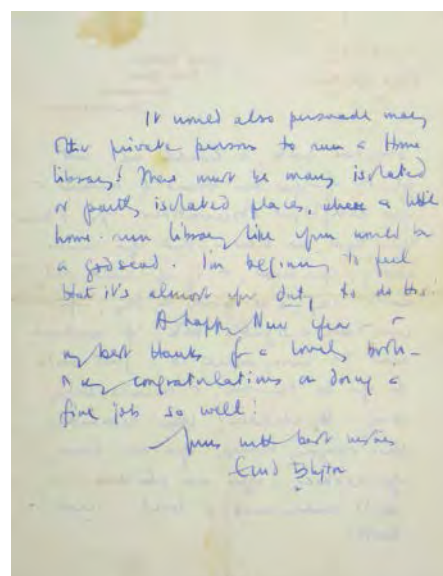 It would also persuade many
other private persons to run a Home
library! There must be many isolated
or partly isolated places, where a little
home-run library like yours would be
a godsend. I'm beginning to feel
that it's almost your duty to do this!
A happy New Year -
my best thanks for a lovely book -
my congratulations on doing a
fine job so well!
Yours with best wishes
Enid Blyton